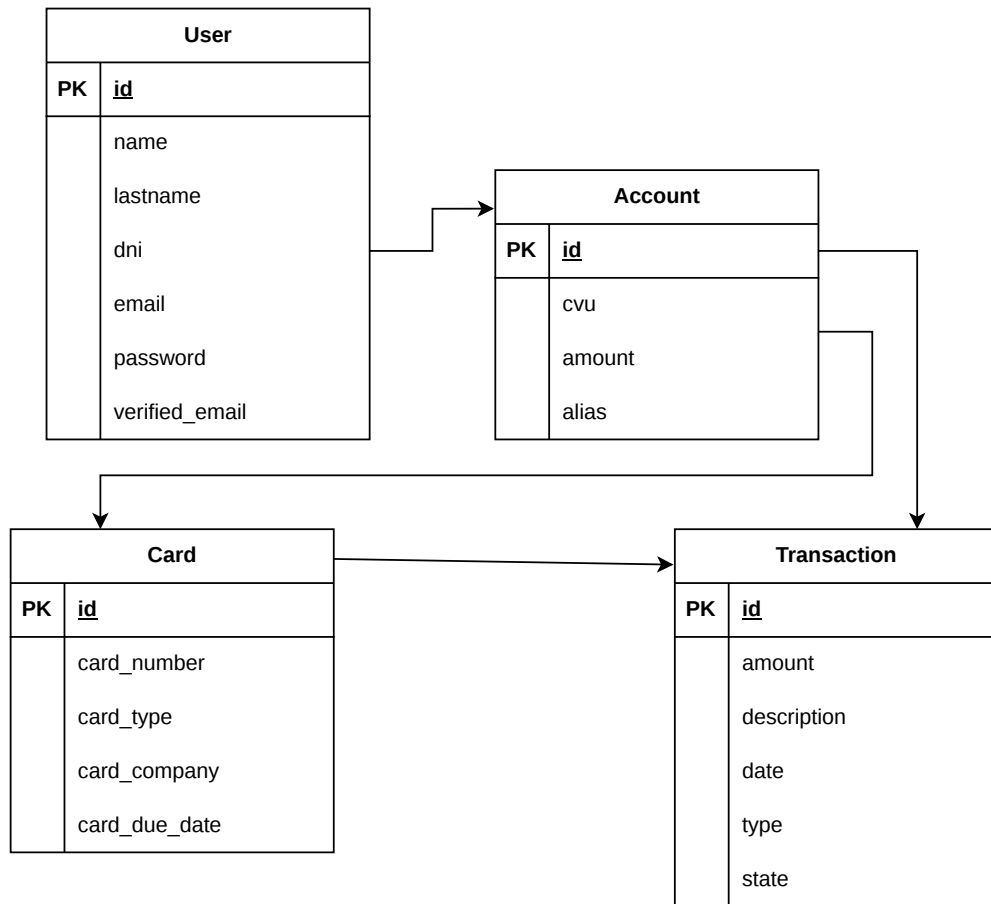 User
PK id
name
lastname
dni
email
password
verified_email
Account
PK id
cvu
amount
alias
Card
PK id
card_number
card_type
card_company
card_due_date
Transaction
PK id
amount
description
date
type
state